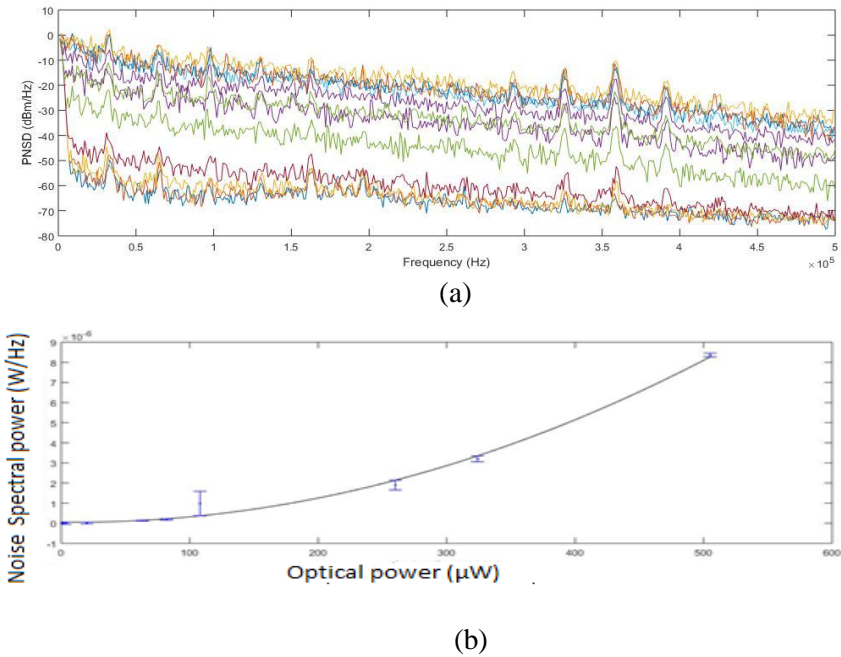 10
0
-10
-20
-30
-40
-50
-60
-70
-80
PNSD (dBm/Hz)
0 0.5 1 1.5 2 2.5 3 3.5 4 4.5 5
Frequency (Hz)
× 10⁵
(a)
×10⁻⁶
9
8
7
6
5
4
3
2
1
0
-1
Noise Spectral power (W/Hz)
0 100 200 300 400 500 600
Optical power (µW)
(b)